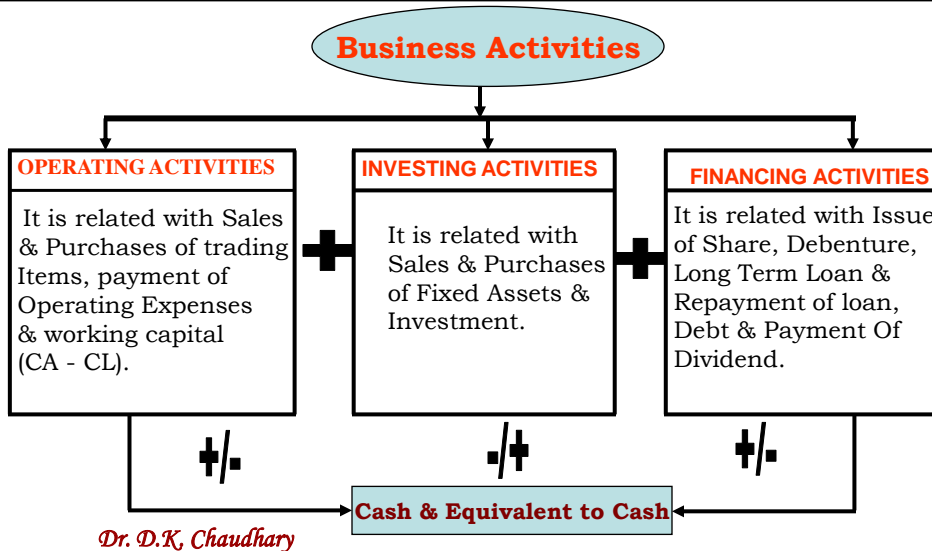 Business Activities
OPERATING ACTIVITIES
It is related with Sales
& Purchases of trading
Items, payment of
Operating Expenses
& working capital
(CA - CL).
+
INVESTING ACTIVITIES
It is related with
Sales & Purchases
of Fixed Assets &
Investment.
+
FINANCING ACTIVITIES
It is related with Issue
of Share, Debenture,
Long Term Loan &
Repayment of loan,
Debt & Payment Of
Dividend.
+/-
-/+
+/-
Cash & Equivalent to Cash
Dr. D.K. Chaudhary